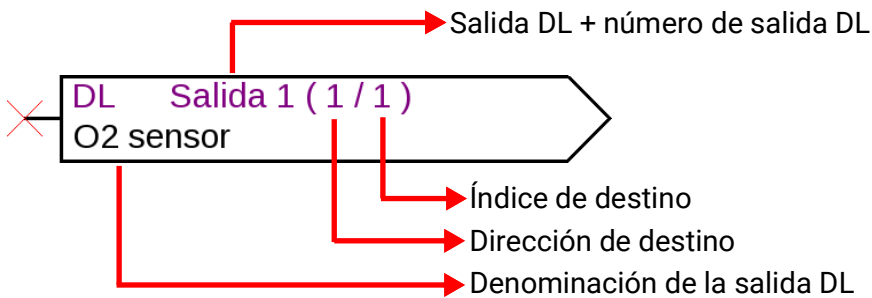 Salida DL + número de salida DL
DL Salida 1 ( 1 / 1 )
O2 sensor
Índice de destino
Dirección de destino
Denominación de la salida DL